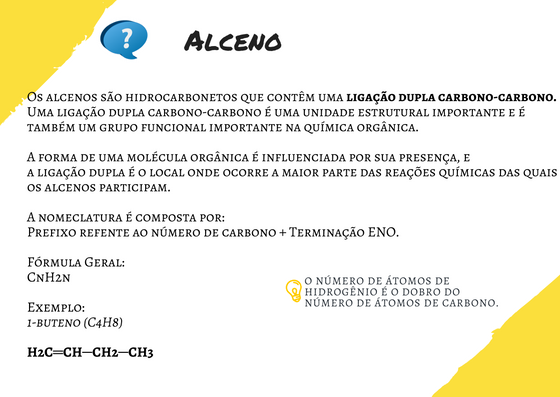 ?
Alceno
Os alcenos são hidrocarbonetos que contêm uma ligação dupla carbono-carbono.
Uma ligação dupla carbono-carbono é uma unidade estrutural importante e é
também um grupo funcional importante na química orgânica.
A forma de uma molécula orgânica é influenciada por sua presença, e
a ligação dupla é o local onde ocorre a maior parte das reações químicas das quais
os alcenos participam.
A nomeclatura é composta por:
Prefixo refente ao número de carbono + Terminação ENO.
Fórmula Geral:
CnH2n
O número de átomos de
hidrogênio é o dobro do
número de átomos de carbono.
Exemplo:
1-buteno (C4H8)
H2C═CH─CH2─CH3